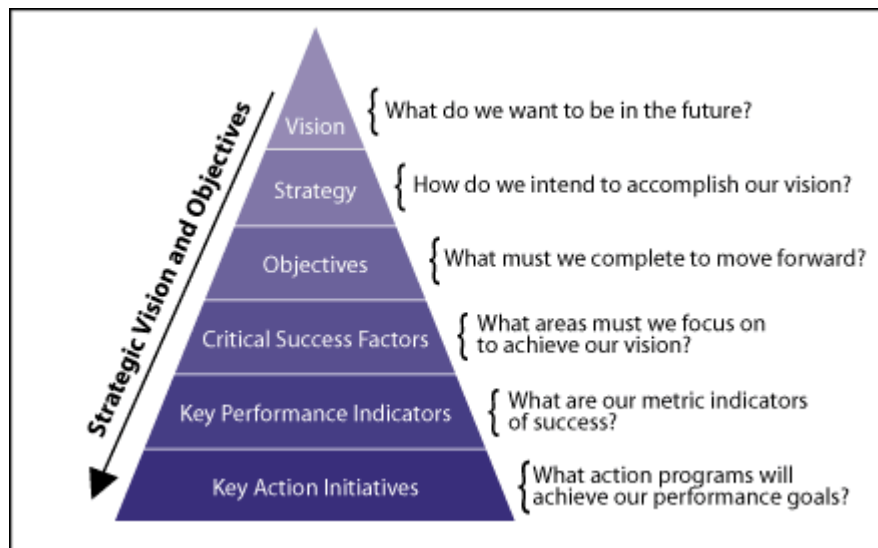 Strategic Vision and Objectives
Vision
What do we want to be in the future?
Strategy
How do we intend to accomplish our vision?
Objectives
What must we complete to move forward?
Critical Success Factors
What areas must we focus on
to achieve our vision?
Key Performance Indicators
What are our metric indicators
of success?
Key Action Initiatives
What action programs will
achieve our performance goals?